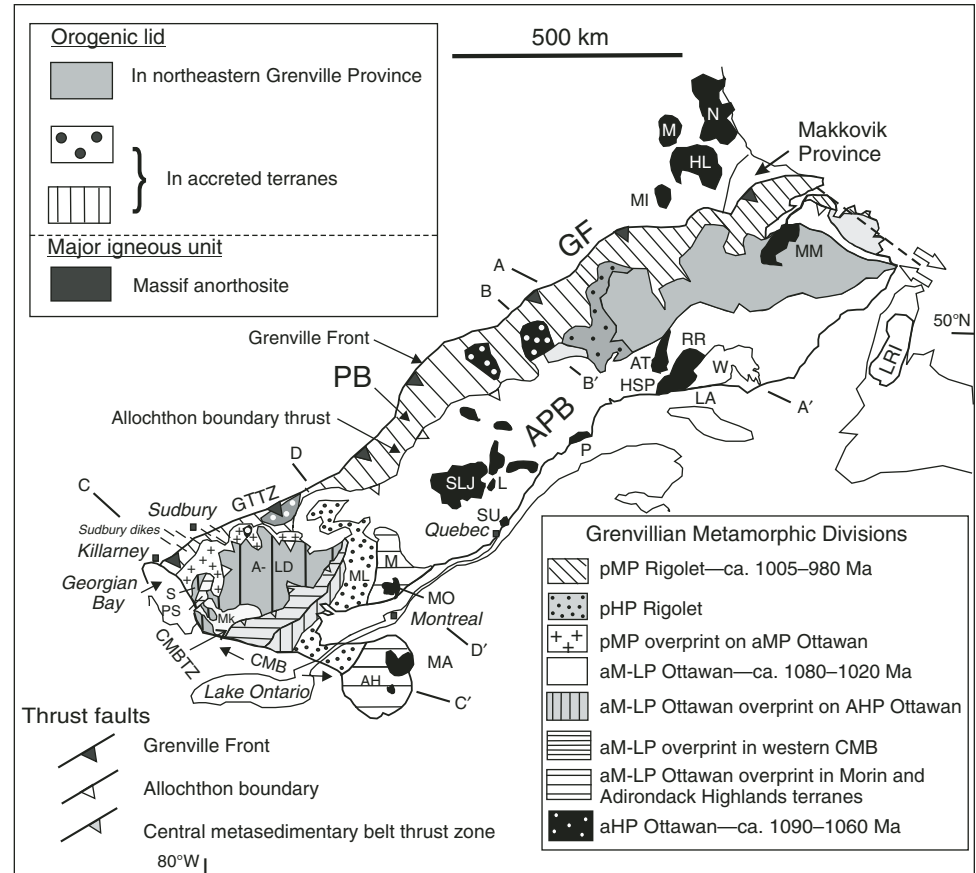 Orogenic lid
In northeastern Grenville Province
In accreted terranes
Major igneous unit
Massif anorthosite
500 km
N
M
HL
MI
Makkovik
Province
GF
MM
A
B
Grenville Front
PB
50°N
LRI
AT
RR
W
HSP
LA
A′
B′
Allochthon boundary thrust
APB
P
D
SLJ
L
C
GTTZ
Sudbury
SU
Quebec
Sudbury dikes
Killarney
Georgian
Bay
A-
LD
ML
M
S
PS
Mk
MO
Montreal
CMBTZ
CMB
D′
MA
AH
Lake Ontario
C′
Thrust faults
Grenville Front
Allochthon boundary
Central metasedimentary belt thrust zone
80°W
Grenvillian Metamorphic Divisions
pMP Rigolet—ca. 1005–980 Ma
pHP Rigolet
pMP overprint on aMP Ottawan
aM-LP Ottawan—ca. 1080–1020 Ma
aM-LP Ottawan overprint on AHP Ottawan
aM-LP overprint in western CMB
aM-LP Ottawan overprint in Morin and
Adirondack Highlands terranes
aHP Ottawan—ca. 1090–1060 Ma